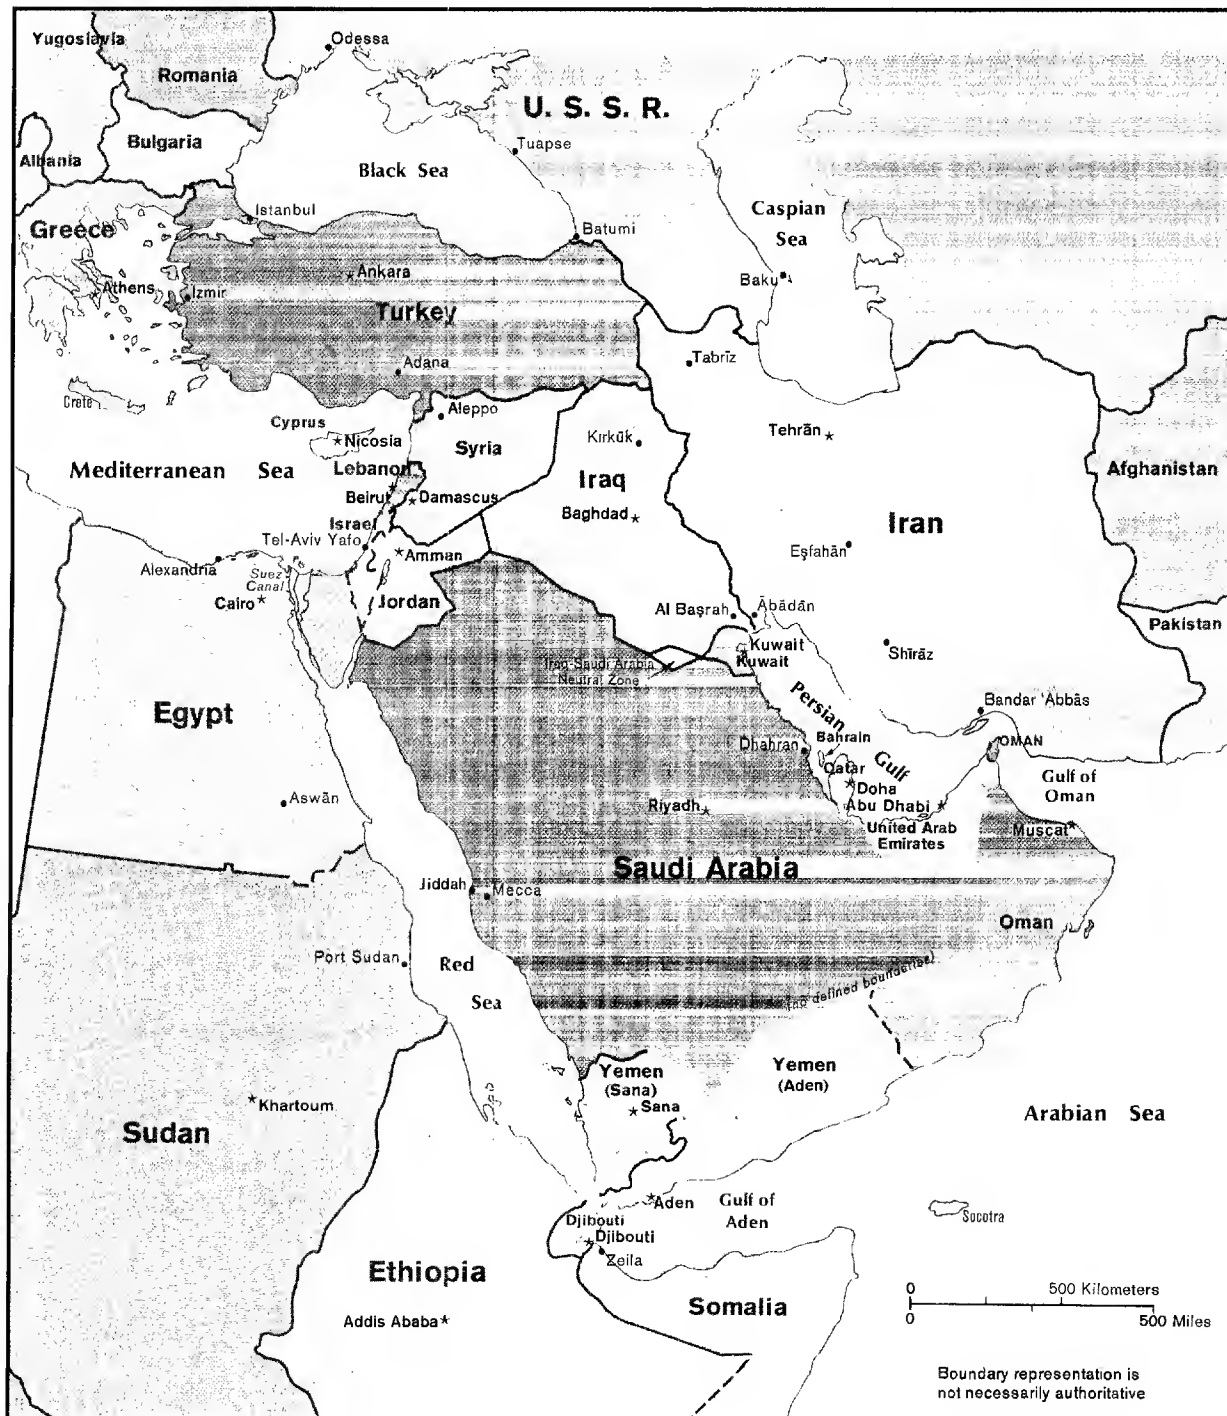 Yugoslavia
Odessa
Romania
U. S. S. R.
Bulgaria
Albania
Tuapse
Black Sea
Caspian
Sea
Istanbul
Greece
Batumi
Ankara
Baku
Athens
Izmir
Turkey
Tabrīz
Adana
Crete
Aleppo
Cyprus
Nicosia
Syria
Kirkūk
Tehrān
Mediterranean Sea
Lebanon
Iraq
Afghanistan
Beirut
Damascus
Baghdad
Iran
Israel
Tel-Aviv Yafo
Amman
Eşfahān
Alexandria
Suez
Canal
Cairo
Jordan
Al Başrah
Ābādān
Pakistan
Kuwait
Kuwait
Shīrāz
Iraq-Saudi Arabia
Neutral Zone
Egypt
Persian
Gulf
Bandar 'Abbās
Bahrain
OMAN
Dhahran
Qatar
Doha
Gulf of
Oman
Aswān
Riyadh
Abu Dhabi
United Arab
Emirates
Muscat
Saudi Arabia
Jiddah
Mecca
Oman
Port Sudan
Red
Sea
(no defined boundaries)
Yemen
(Sana)
Sana
Yemen
(Aden)
Khartoum
Sudan
Arabian Sea
Aden
Gulf of
Aden
Socotra
Djibouti
Djibouti
Zeila
Ethiopia
Somalia
Addis Ababa
0 500 Kilometers
0 500 Miles
Boundary representation is
not necessarily authoritative